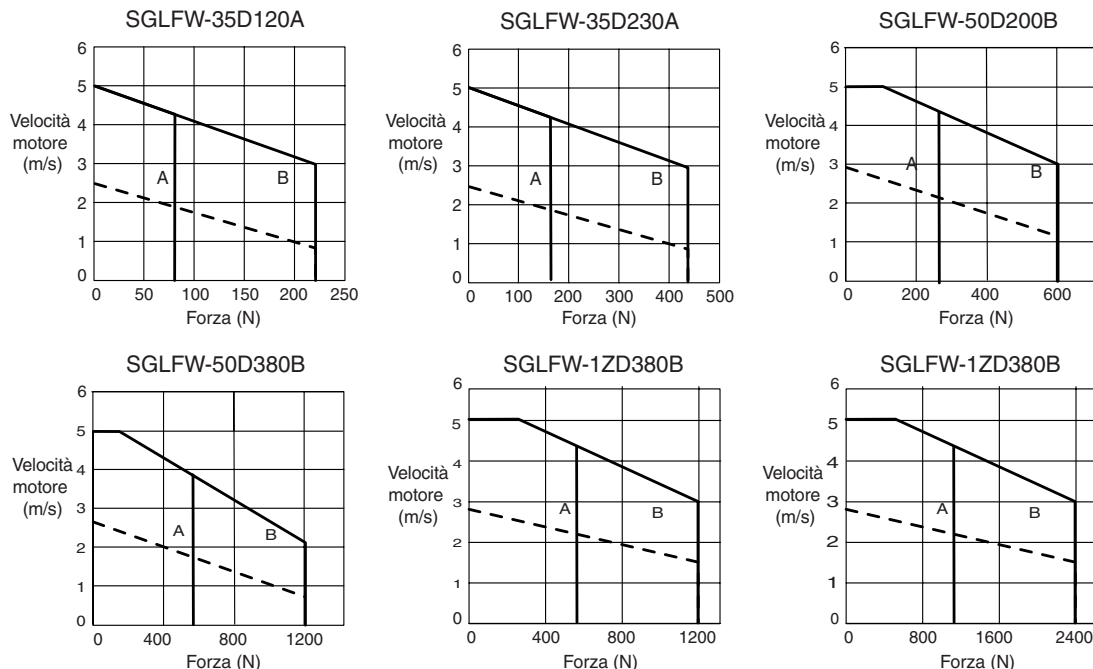 SGLFW-35D120A
6
5
4
3
2
1
0
Velocità
motore
(m/s)
A
B
0 50 100 150 200 250
Forza (N)
SGLFW-35D230A
6
5
4
3
2
1
0
Velocità
motore
(m/s)
A
B
0 100 200 300 400 500
Forza (N)
SGLFW-50D200B
6
5
4
3
2
1
0
Velocità
motore
(m/s)
A
B
0 200 400 600
Forza (N)
SGLFW-50D380B
6
5
4
3
2
1
0
Velocità
motore
(m/s)
A
B
0 400 800 1200
Forza (N)
SGLFW-1ZD380B
6
5
4
3
2
1
0
Velocità
motore
(m/s)
A
B
0 400 800 1200
Forza (N)
SGLFW-1ZD380B
6
5
4
3
2
1
0
Velocità
motore
(m/s)
A
B
0 800 1600 2400
Forza (N)